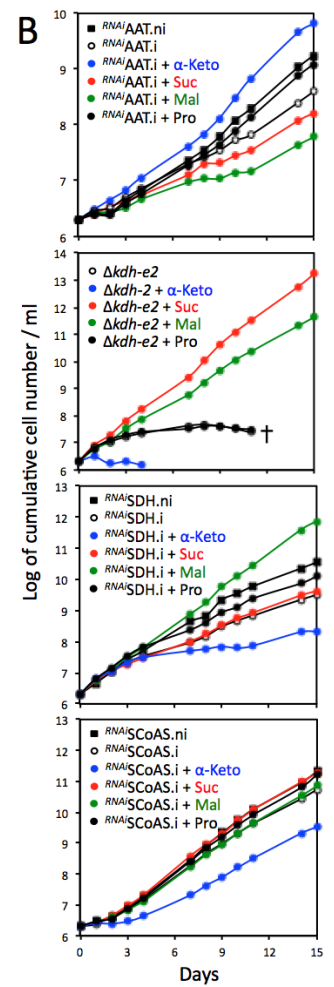 B
Log of cumulative cell number / ml
RNAiAAT.ni
RNAiAAT.i
RNAiAAT.i + α-Keto
RNAiAAT.i + Suc
RNAiAAT.i + Mal
RNAiAAT.i + Pro
10
9
8
7
6
Δkdh-e2
Δkdh-2 + α-Keto
Δkdh-e2 + Suc
Δkdh-e2 + Mal
Δkdh-e2 + Pro
14
13
12
11
10
9
8
7
6
†
RNAiSDH.ni
RNAiSDH.i
RNAiSDH.i + α-Keto
RNAiSDH.i + Suc
RNAiSDH.i + Mal
RNAiSDH.i + Pro
13
12
11
10
9
8
7
6
RNAiSCoAS.ni
RNAiSCoAS.i
RNAiSCoAS.i + α-Keto
RNAiSCoAS.i + Suc
RNAiSCoAS.i + Mal
RNAiSCoAS.i + Pro
13
12
11
10
9
8
7
6
0 3 6 9 12 15
Days